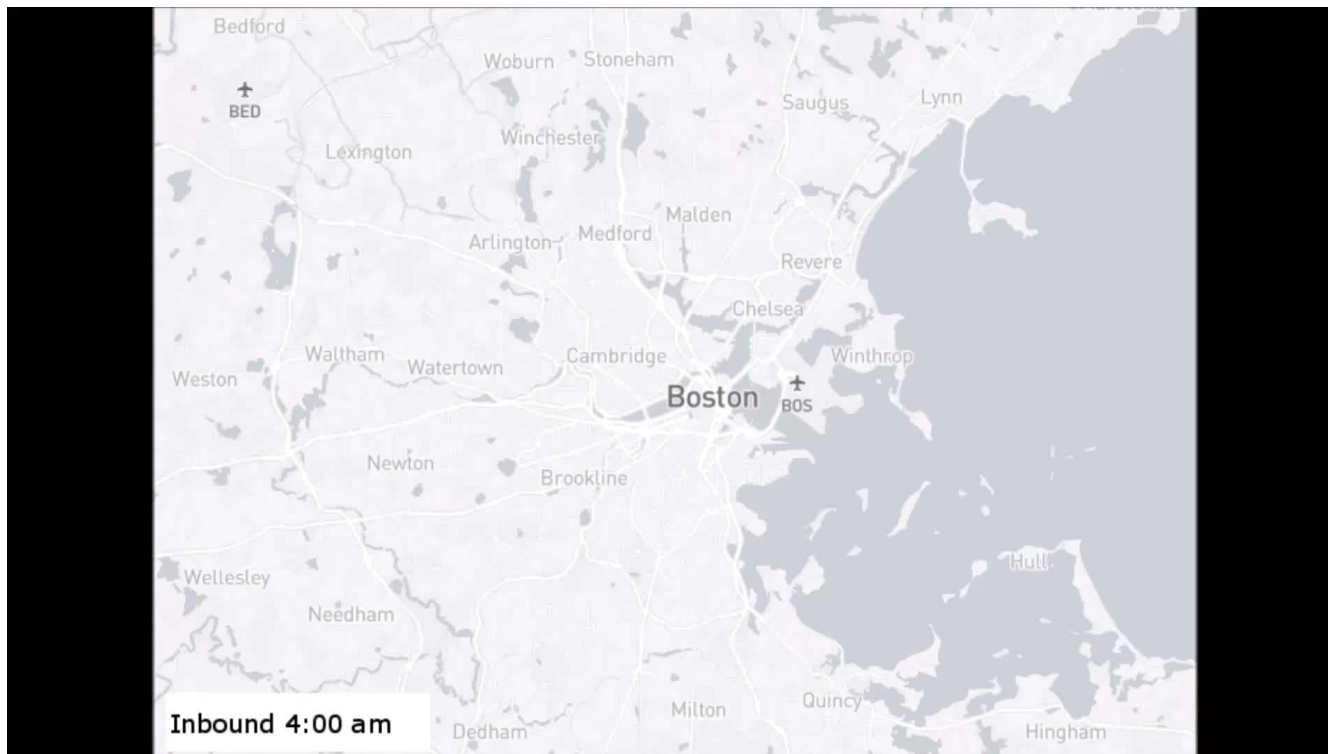 Bedford
Woburn
Stoneham
BED
Saugus
Lynn
Winchester
Lexington
Malden
Medford
Arlington
Revere
Chelsea
Waltham
Cambridge
Winthrop
Watertown
Weston
Boston
BOS
Newton
Brookline
Hull
Wellesley
Needham
Quincy
Milton
Inbound 4:00 am
Dedham
Hingham